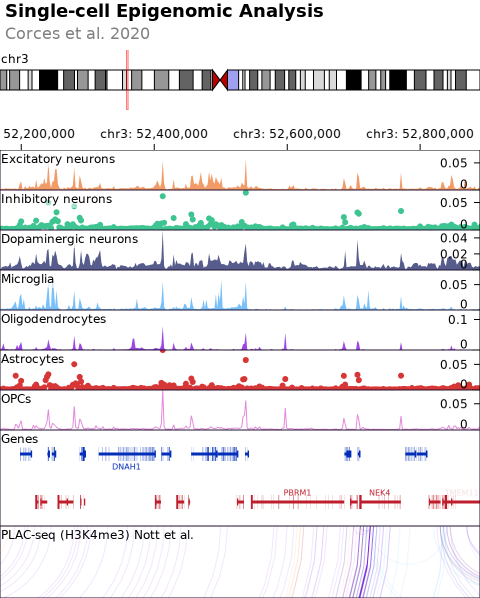 Single-cell Epigenomic Analysis
Corces et al. 2020
chr3
52,200,000 chr3: 52,400,000 chr3: 52,600,000 chr3: 52,800,000
Excitatory neurons
0.05
0
Inhibitory neurons
0.05
0
Dopaminergic neurons
0.04
0.02
0
Microglia
0.05
0
Oligodendrocytes
0.1
0
Astrocytes
0.05
0
OPCs
0.05
0
Genes
DNAH1
PBRM1 NEK4
PLAC-seq (H3K4me3) Nott et al.